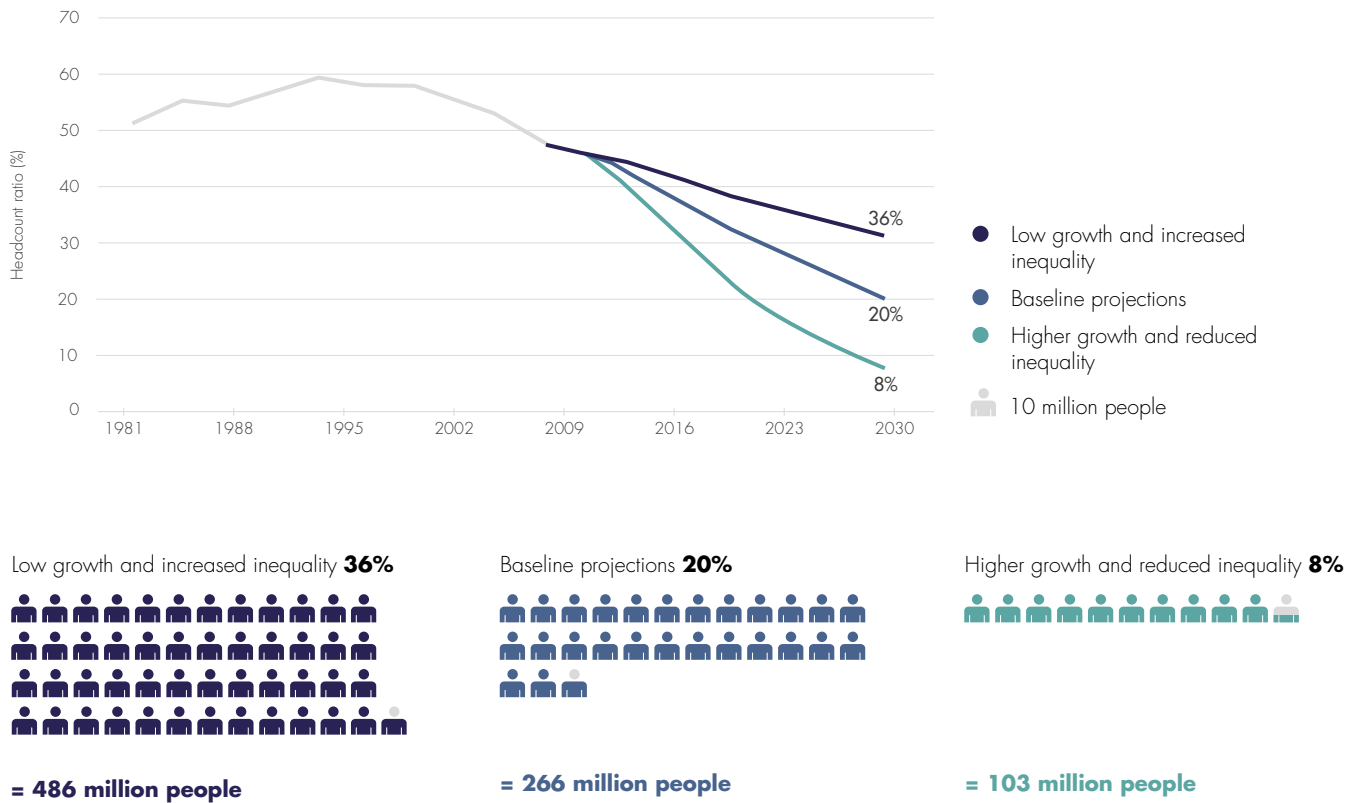 70
60
50
40
30
20
10
0
Headcount ratio (%)
1981 1988 1995 2002 2009 2016 2023 2030
36%
20%
8%
Low growth and increased
inequality
Baseline projections
Higher growth and reduced
inequality
10 million people
Low growth and increased inequality 36%
= 486 million people
Baseline projections 20%
= 266 million people
Higher growth and reduced inequality 8%
= 103 million people